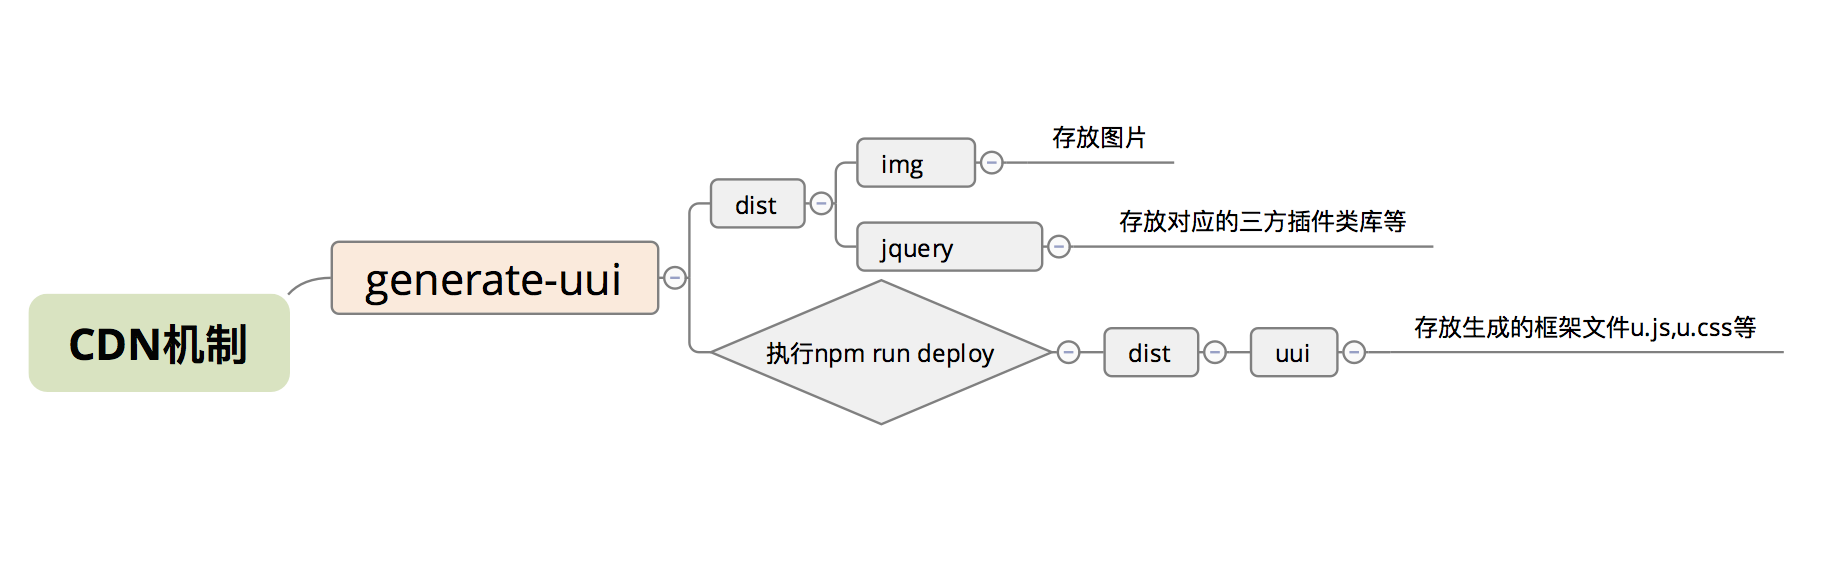 CDN机制
generate-uui
dist
img
存放图片
jquery
存放对应的三方插件类库等
执行npm run deploy
dist
uui
存放生成的框架文件u.js,u.css等